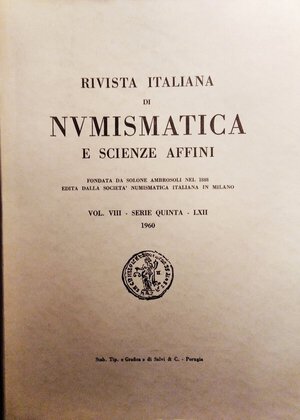 RIVISTA ITALIANA
DI
NVMISMATICA
E SCIENZE AFFINI
FONDATA DA SOLONE AMBROSOLI NEL 1888
EDITA DALLA SOCIETA' NUMISMATICA ITALIANA IN MILANO
VOL. VIII - SERIE QUINTA - LXII
1960
Stab. Tip. « Grafica » di Salvi & C. - Perugia